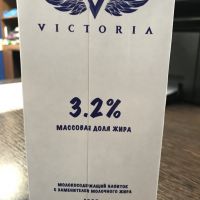 VICTORIA
3.2%
МАССОВАЯ ДОЛЯ ЖИРА
МОЛОКОСОДЕРЖАЩИЙ НАПИТОК
С ЗАМЕНИТЕЛЕМ МОЛОЧНОГО ЖИРА